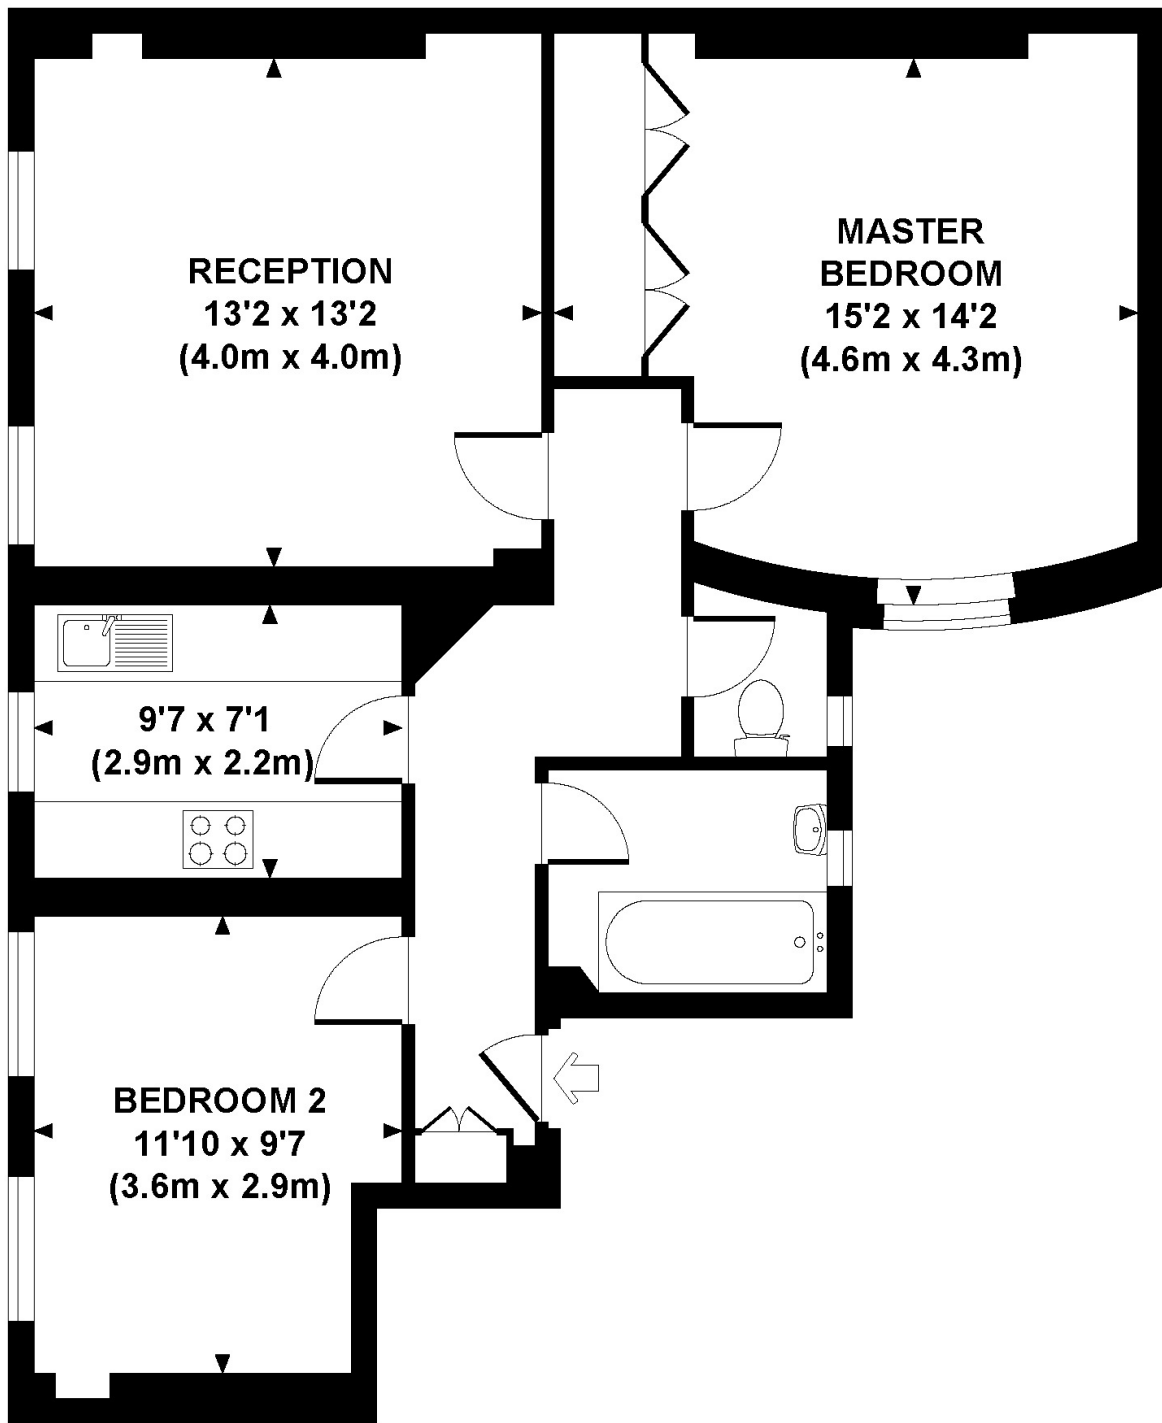 RECEPTION
13'2 x 13'2
(4.0m x 4.0m)
MASTER
BEDROOM
15'2 x 14'2
(4.6m x 4.3m)
9'7 x 7'1
(2.9m x 2.2m)
BEDROOM 2
11'10 x 9'7
(3.6m x 2.9m)